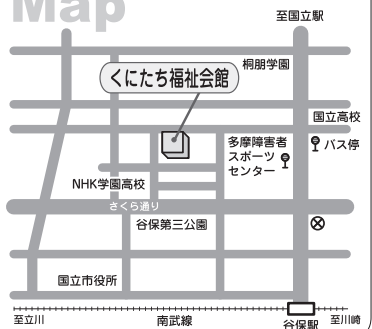 Map
至国立駅
桐朋学園
くにたち福祉会館
国立高校
多摩障害者
スポーツ
センター
バス停
NHK学園高校
さくら通り
谷保第三公園
国立市役所
至立川
南武線
谷保駅
至川崎